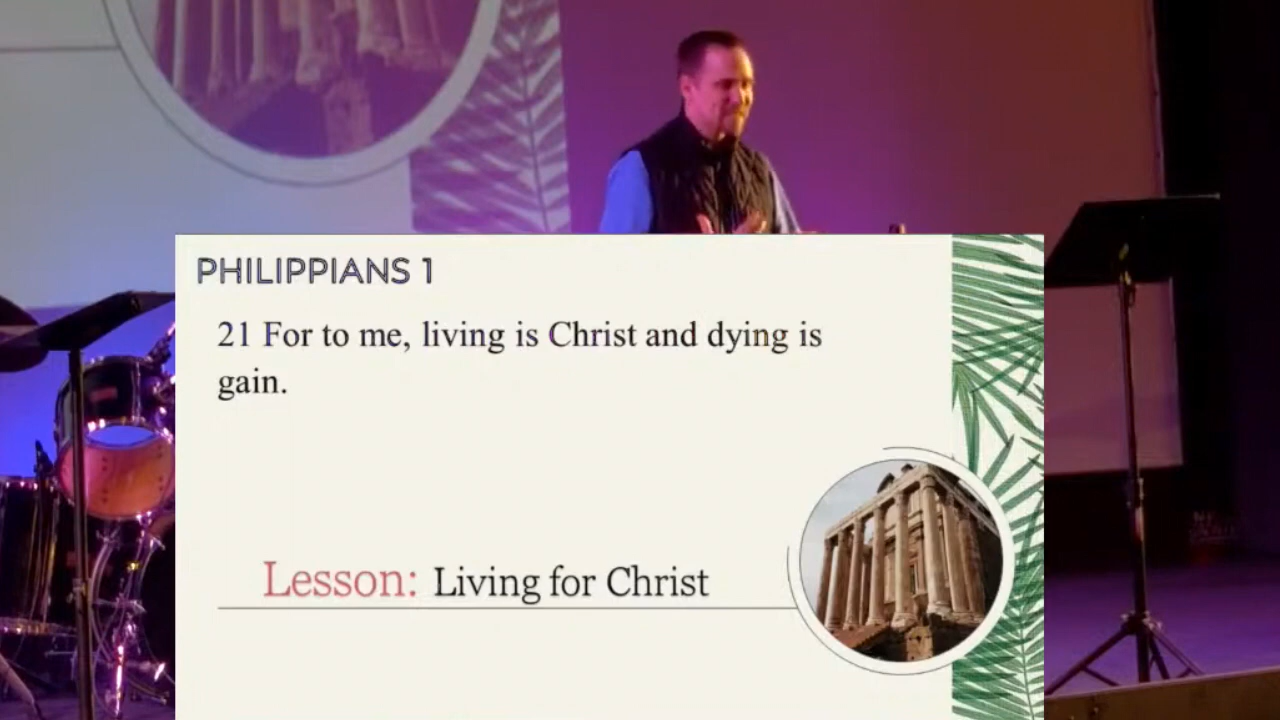 PHILIPPIANS 1
21 For to me, living is Christ and dying is
gain.
Lesson: Living for Christ